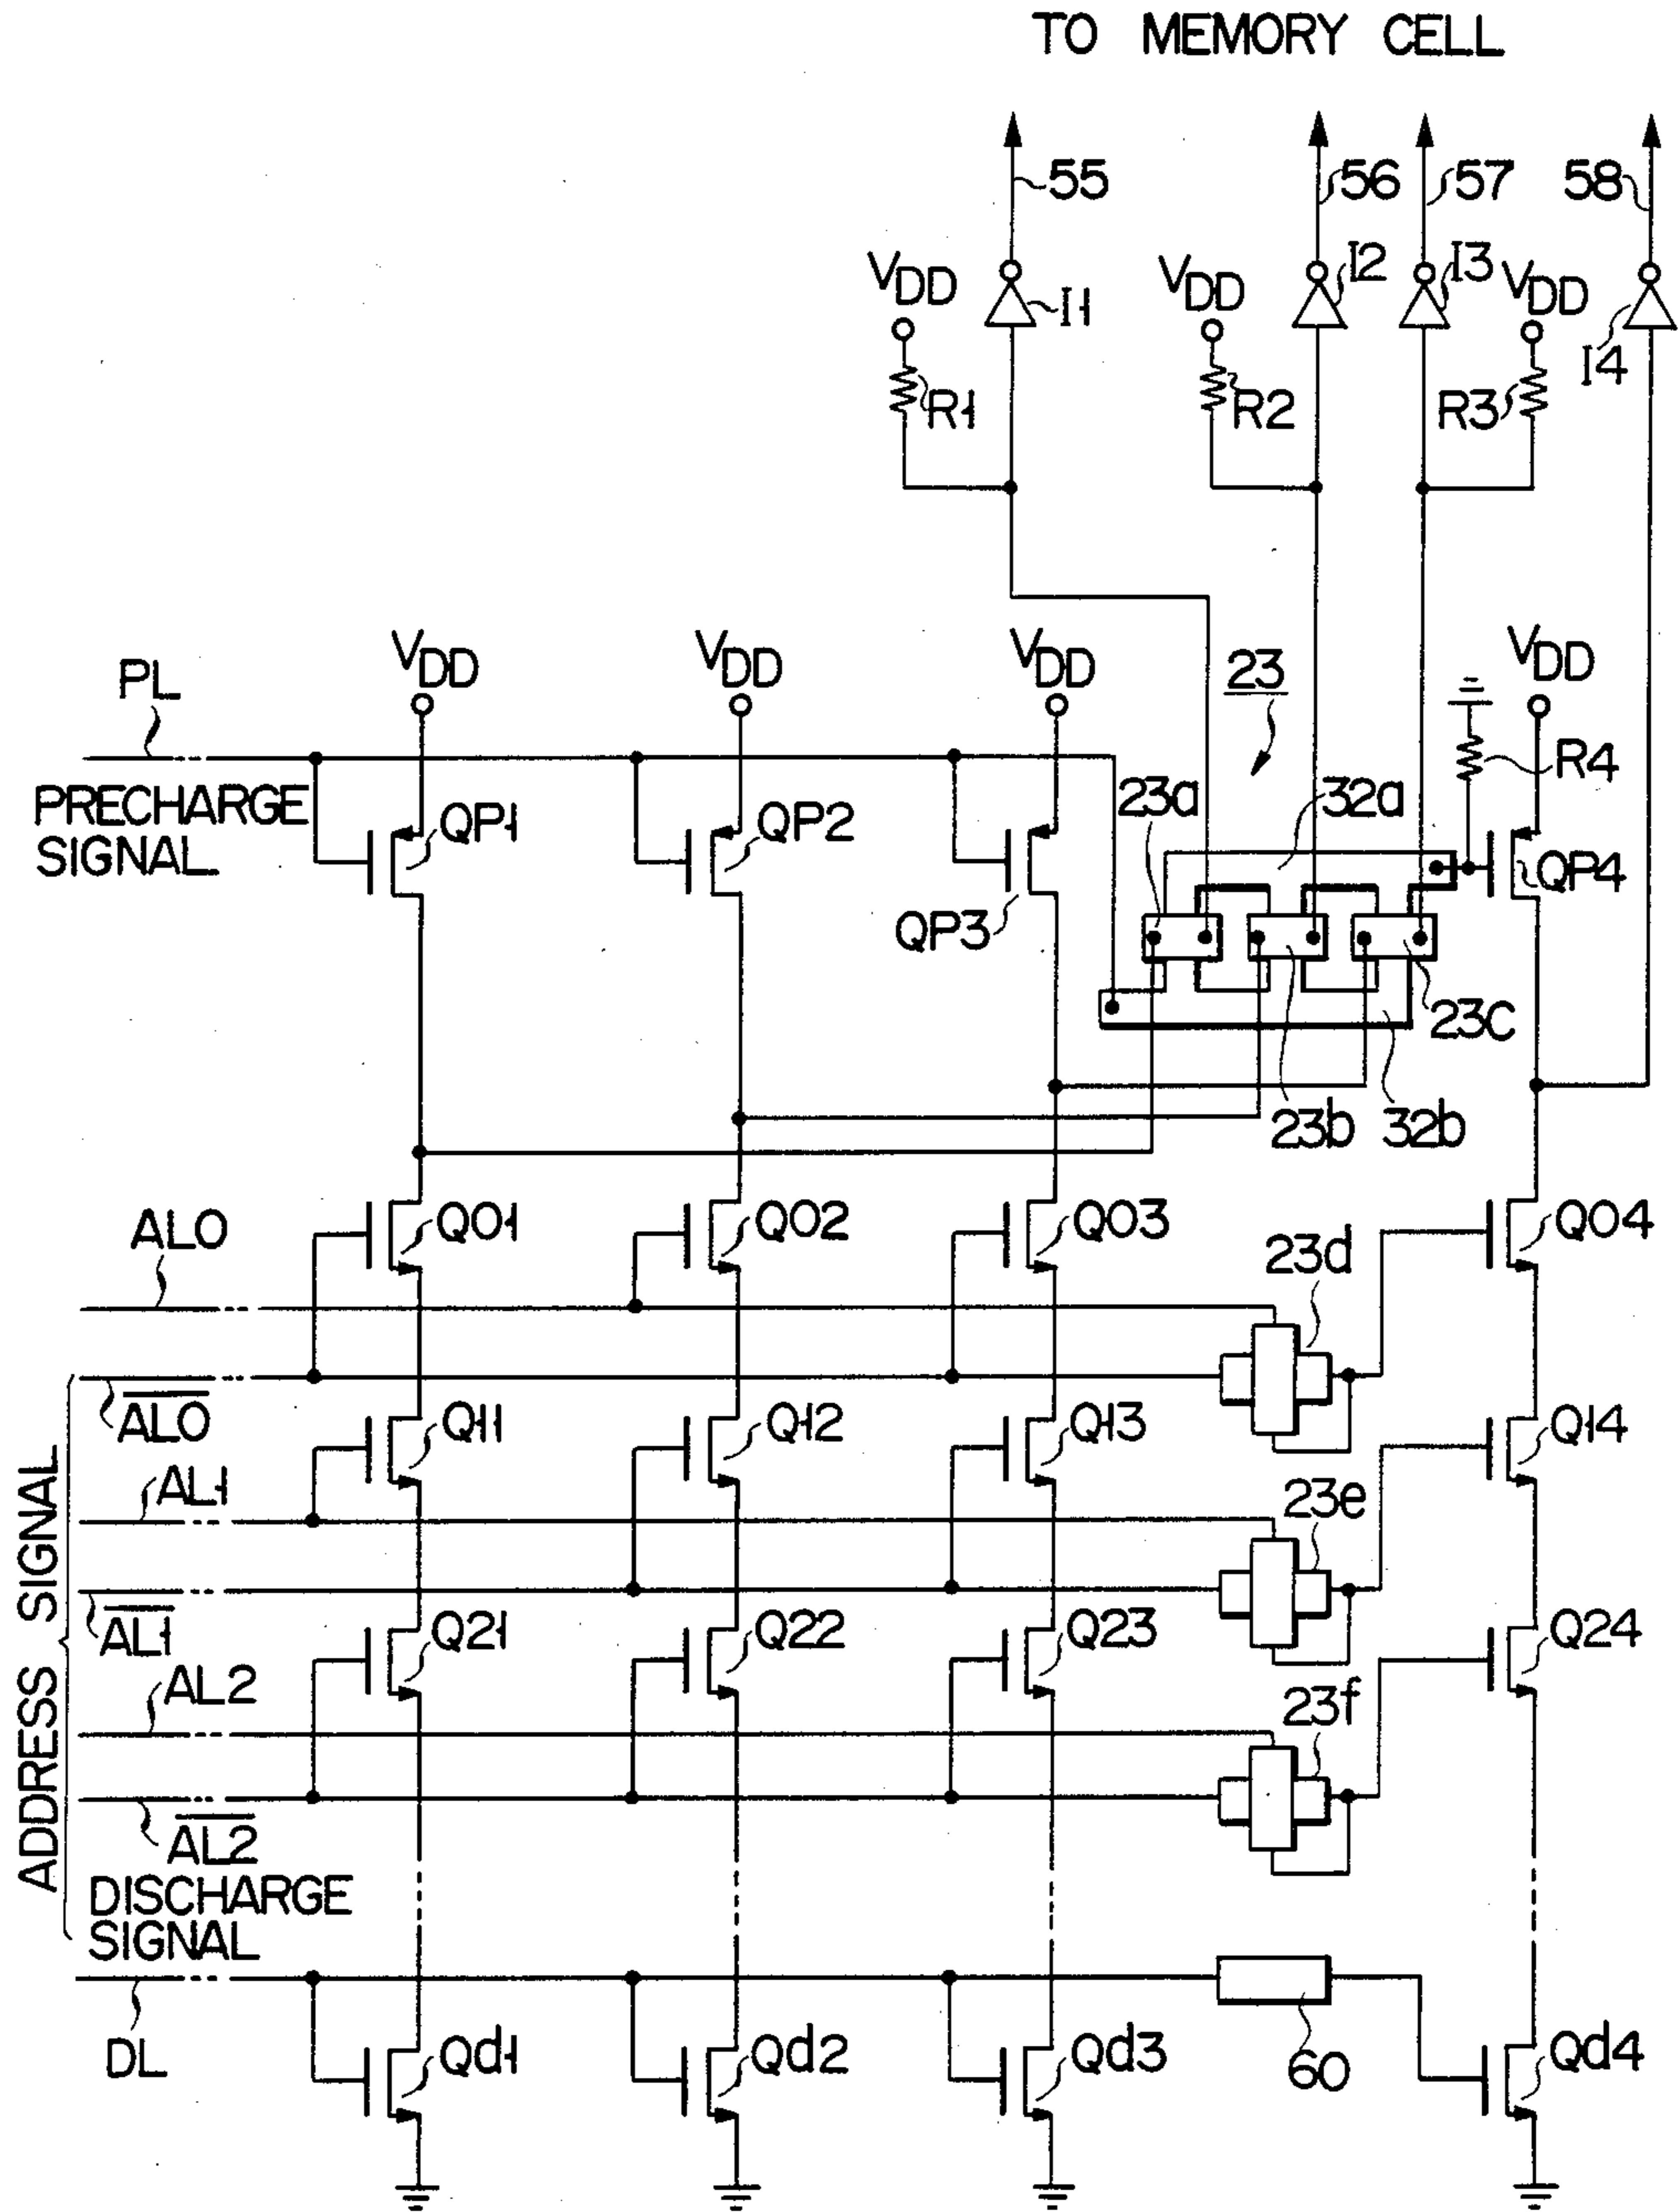 TO MEMORY CELL
55
56
57
58
VDD
I1
VDD
I2
I3
VDD
I4
R1
R2
R3
PL
VDD
VDD
VDD
23
VDD
R4
PRECHARGE
SIGNAL
QP1
QP2
QP3
23a
32a
QP4
23c
23b
32b
AL0
Q01
Q02
Q03
23d
Q04
A̅L̅0̅
Q11
Q12
Q13
Q14
AL1
23e
A̅L̅1̅
Q21
Q22
Q23
Q24
AL2
23f
A̅L̅2̅
ADDRESS SIGNAL
DISCHARGE
SIGNAL
DL
Qd1
Qd2
Qd3
60
Qd4